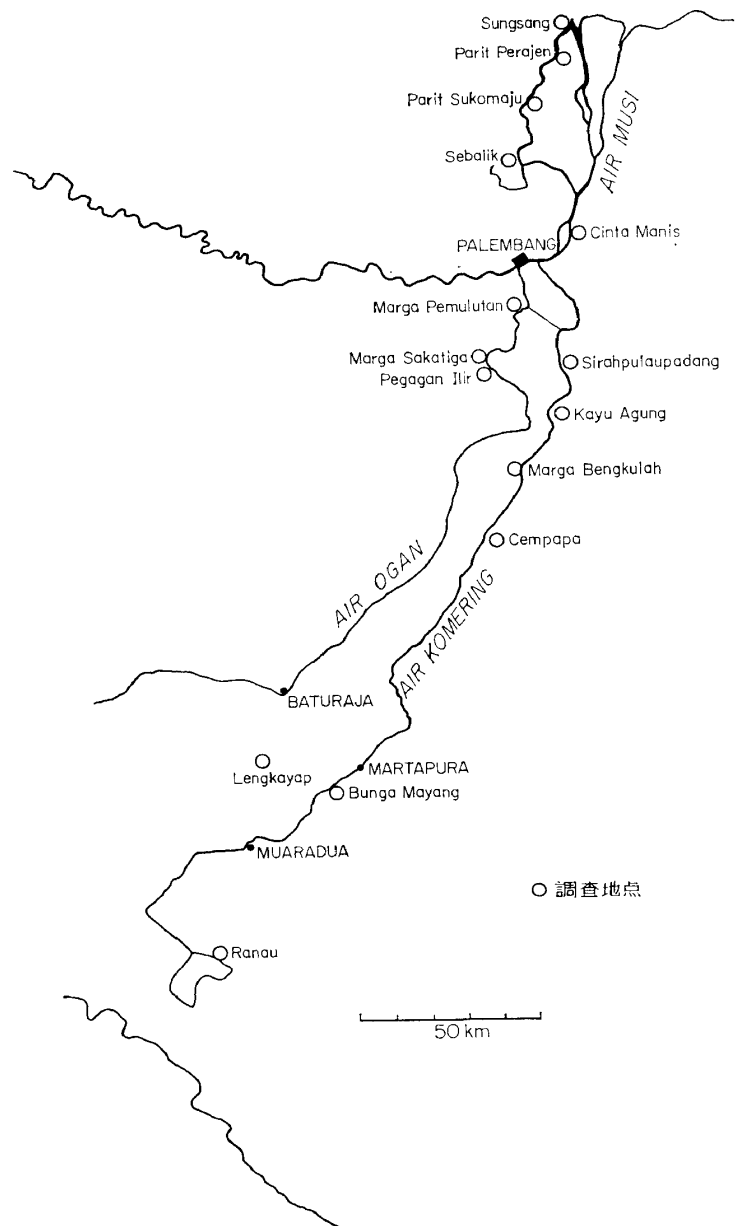 Sungsang
Parit Perajen
Parit Sukomaju
AIR MUSI
Sebalik
Cinta Manis
PALEMBANG
Marga Pemulutan
Marga Sakatiga
Sirahpulaupadang
Pegagan Ilir
Kayu Agung
Marga Bengkulah
Cempapa
AIR OGAN
AIR KOMERING
BATURAJA
Lengkayap
MARTAPURA
Bunga Mayang
MUARADUA
調査地点
Ranau
50 km